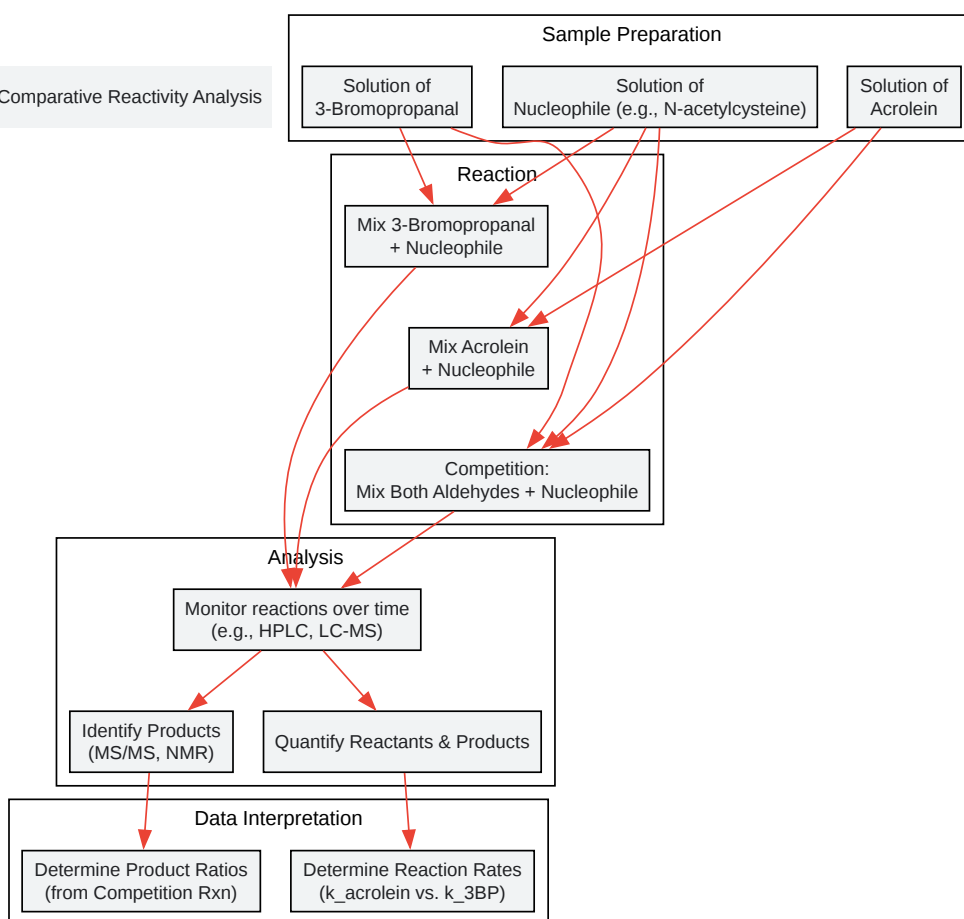 Sample Preparation
Comparative Reactivity Analysis
Solution of
3-Bromopropanal
Solution of
Nucleophile (e.g., N-acetylcysteine)
Solution of
Acrolein
Reaction
Mix 3-Bromopropanal
+ Nucleophile
Mix Acrolein
+ Nucleophile
Competition:
Mix Both Aldehydes + Nucleophile
Analysis
Monitor reactions over time
(e.g., HPLC, LC-MS)
Identify Products
(MS/MS, NMR)
Quantify Reactants & Products
Data Interpretation
Determine Product Ratios
(from Competition Rxn)
Determine Reaction Rates
(k_acrolein vs. k_3BP)